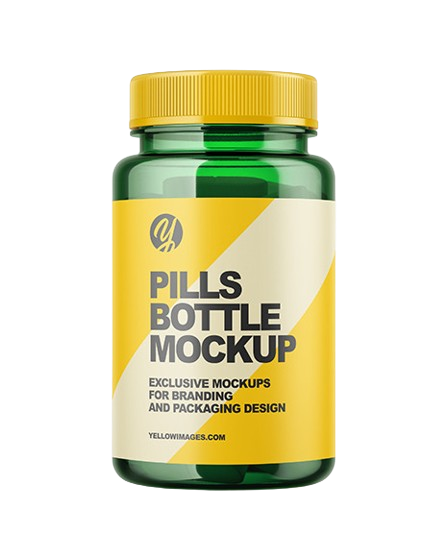 Y
PILLS
BOTTLE
MOCKUP
EXCLUSIVE MOCKUPS
FOR BRANDING
AND PACKAGING DESIGN
YELLOWIMAGES.COM